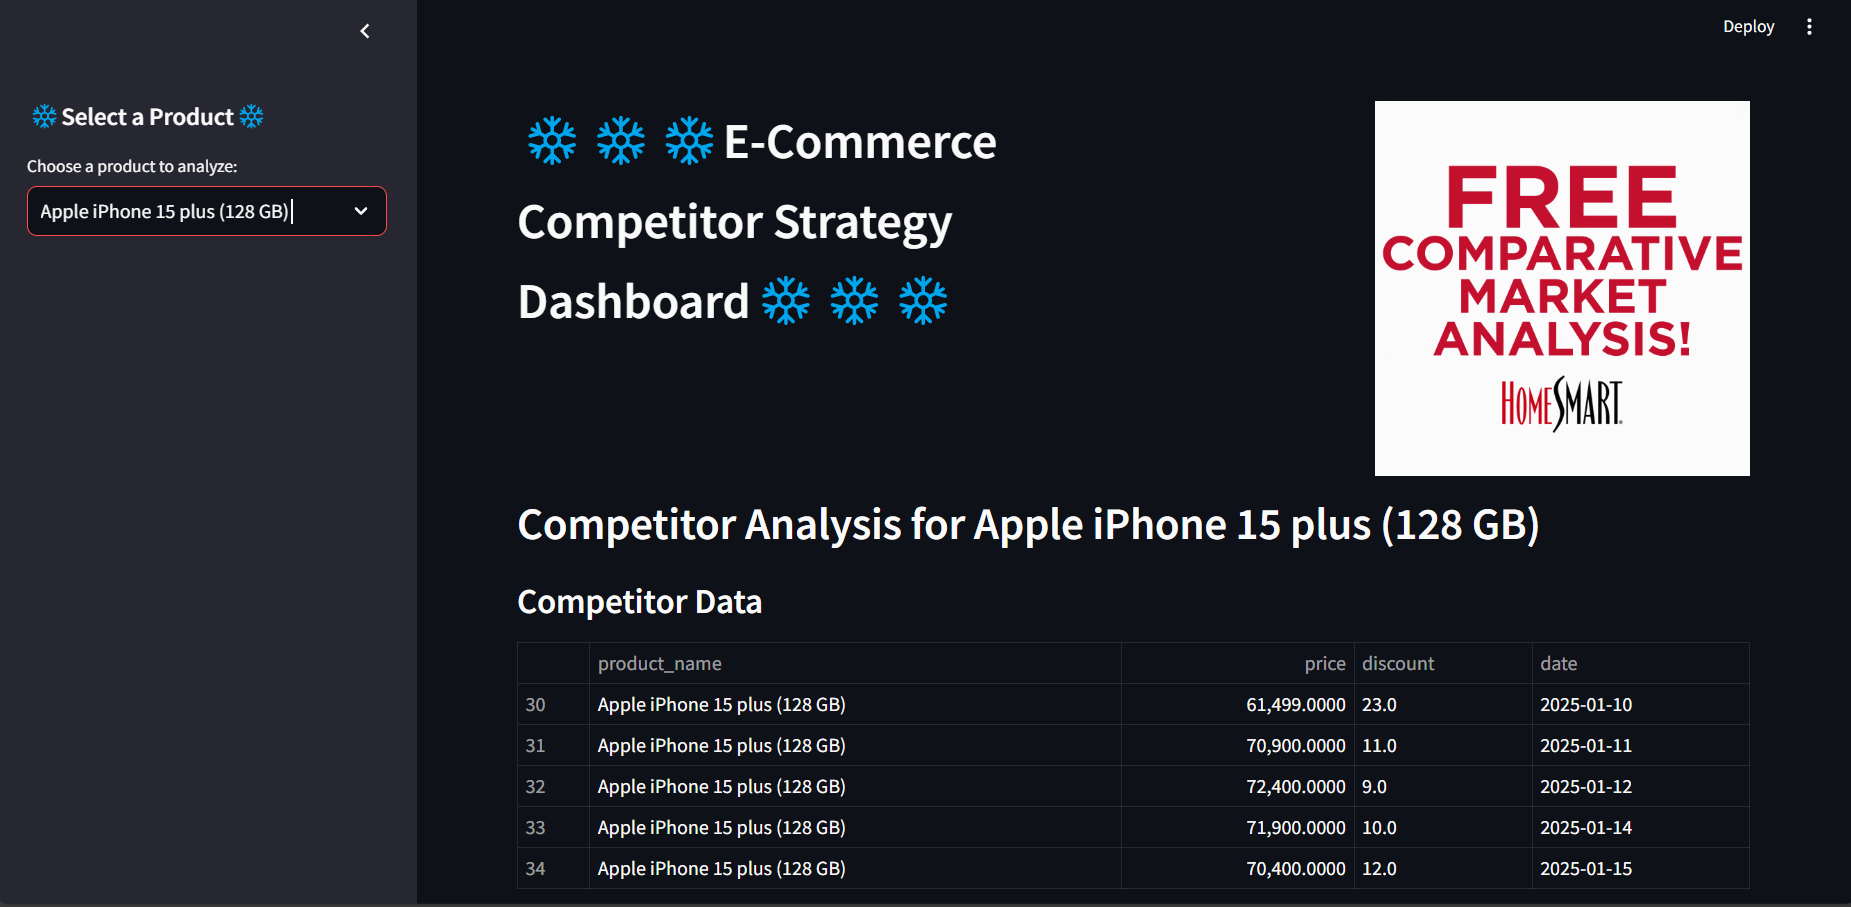 Deploy
Select a Product
Choose a product to analyze:
Apple iPhone 15 plus (128 GB)
E-Commerce
Competitor Strategy
Dashboard
FREE
COMPARATIVE
MARKET
ANALYSIS!
HOMESMART
Competitor Analysis for Apple iPhone 15 plus (128 GB)
Competitor Data
product_name price discount date
30 Apple iPhone 15 plus (128 GB) 61,499.0000 23.0 2025-01-10
31 Apple iPhone 15 plus (128 GB) 70,900.0000 11.0 2025-01-11
32 Apple iPhone 15 plus (128 GB) 72,400.0000 9.0 2025-01-12
33 Apple iPhone 15 plus (128 GB) 71,900.0000 10.0 2025-01-14
34 Apple iPhone 15 plus (128 GB) 70,400.0000 12.0 2025-01-15